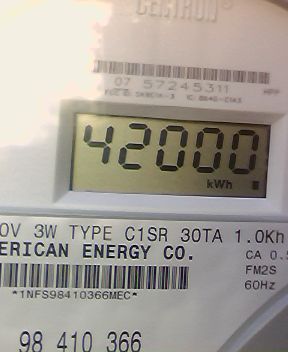 CENTRON
07 57245311
42000
kWh
0V 3W TYPE C1SR 30TA 1.0Kh
ERICAN ENERGY CO.
CA 0.5
FM2S
60Hz
*1NFS98410366MEC*
98 410 366